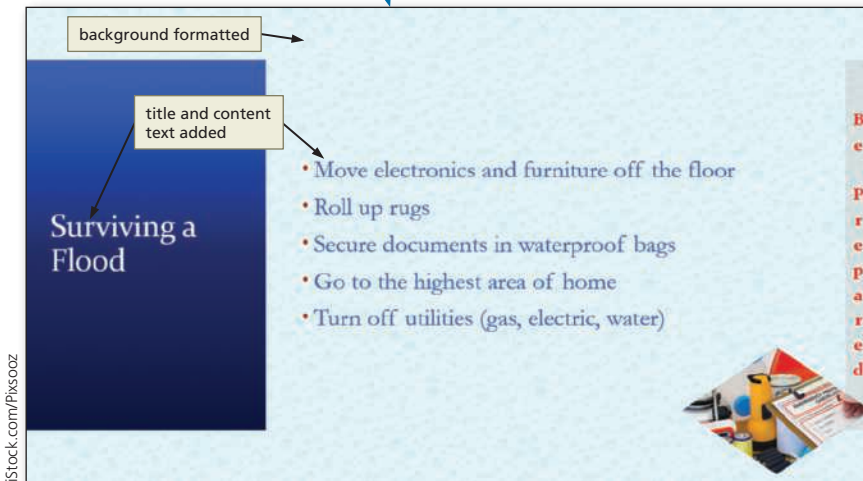 background formatted
title and content
text added
Surviving a
Flood
• Move electronics and furniture off the floor
• Roll up rugs
• Secure documents in waterproof bags
• Go to the highest area of home
• Turn off utilities (gas, electric, water)
B
e
P
r
e
p
a
r
e
d
iStock.com/Pixsooz